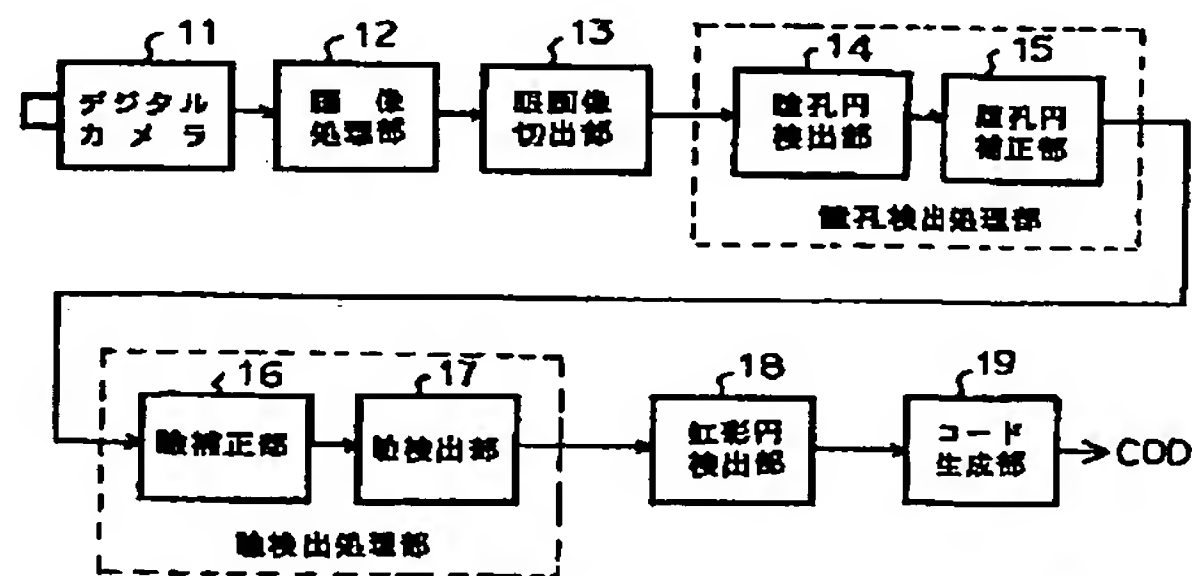 11
デジタル
カメラ
12
画像
処理部
13
眼画像
切出部
14
瞳孔円
検出部
15
瞳孔円
補正部
瞳孔検出処理部
16
瞼補正部
17
瞼検出部
瞼検出処理部
18
虹彩円
検出部
19
コード
生成部
COD